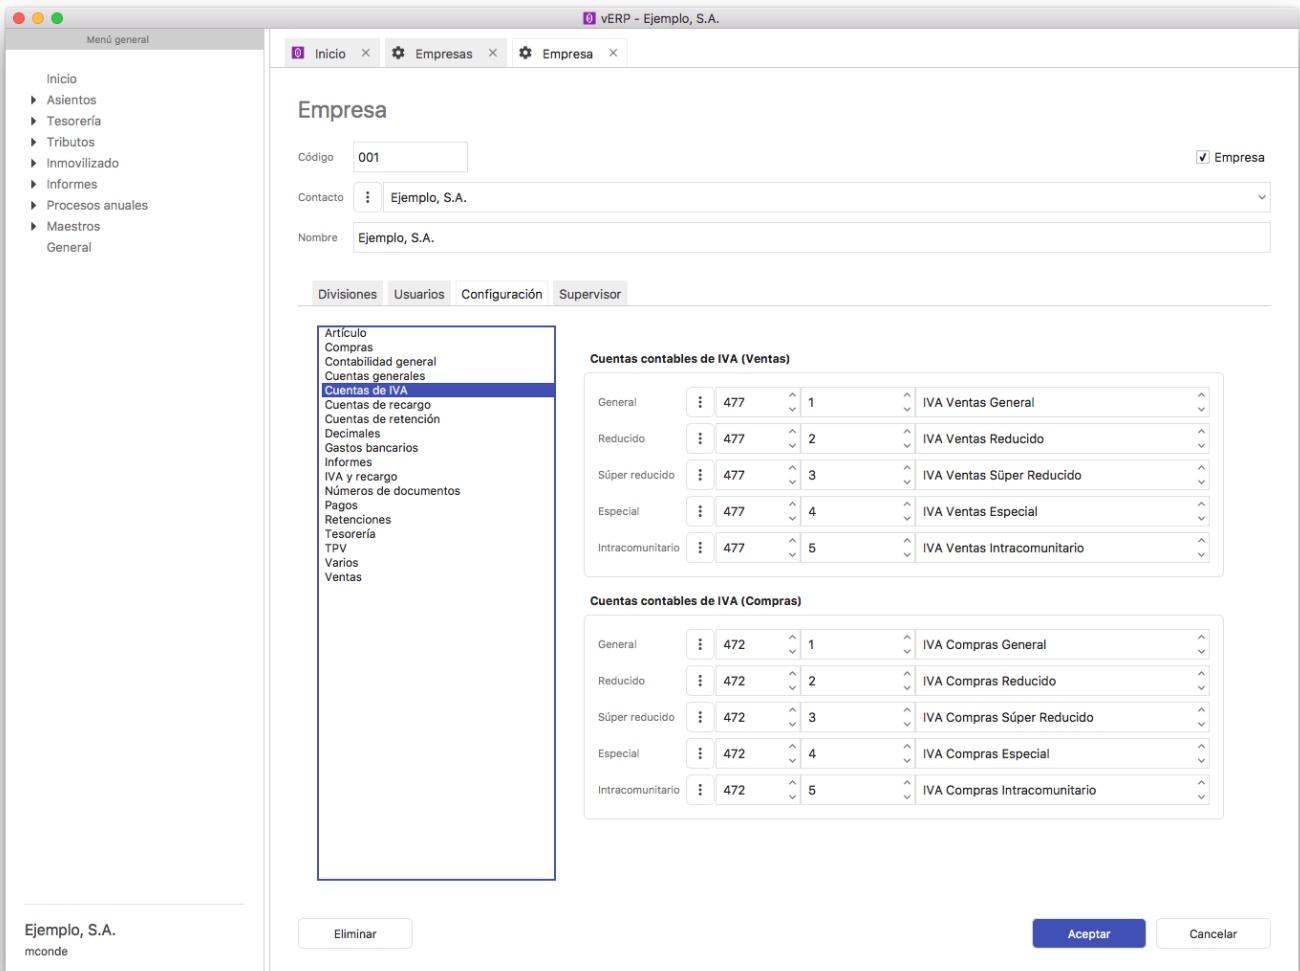 vERP - Ejemplo, S.A.
Menú general
Inicio
Asientos
Tesorería
Tributos
Inmovilizado
Informes
Procesos anuales
Maestros
General
Ejemplo, S.A.
mconde
Inicio
Empresas
Empresa
Empresa
Código
001
Empresa
Contacto
Ejemplo, S.A.
Nombre
Ejemplo, S.A.
Divisiones
Usuarios
Configuración
Supervisor
Artículo
Compras
Contabilidad general
Cuentas generales
Cuentas de IVA
Cuentas de recargo
Cuentas de retención
Decimales
Gastos bancarios
Informes
IVA y recargo
Números de documentos
Pagos
Retenciones
Tesorería
TPV
Varios
Ventas
Cuentas contables de IVA (Ventas)
General 477 1 IVA Ventas General
Reducido 477 2 IVA Ventas Reducido
Súper reducido 477 3 IVA Ventas Süper Reducido
Especial 477 4 IVA Ventas Especial
Intracomunitario 477 5 IVA Ventas Intracomunitario
Cuentas contables de IVA (Compras)
General 472 1 IVA Compras General
Reducido 472 2 IVA Compras Reducido
Súper reducido 472 3 IVA Compras Súper Reducido
Especial 472 4 IVA Compras Especial
Intracomunitario 472 5 IVA Compras Intracomunitario
Eliminar
Aceptar
Cancelar